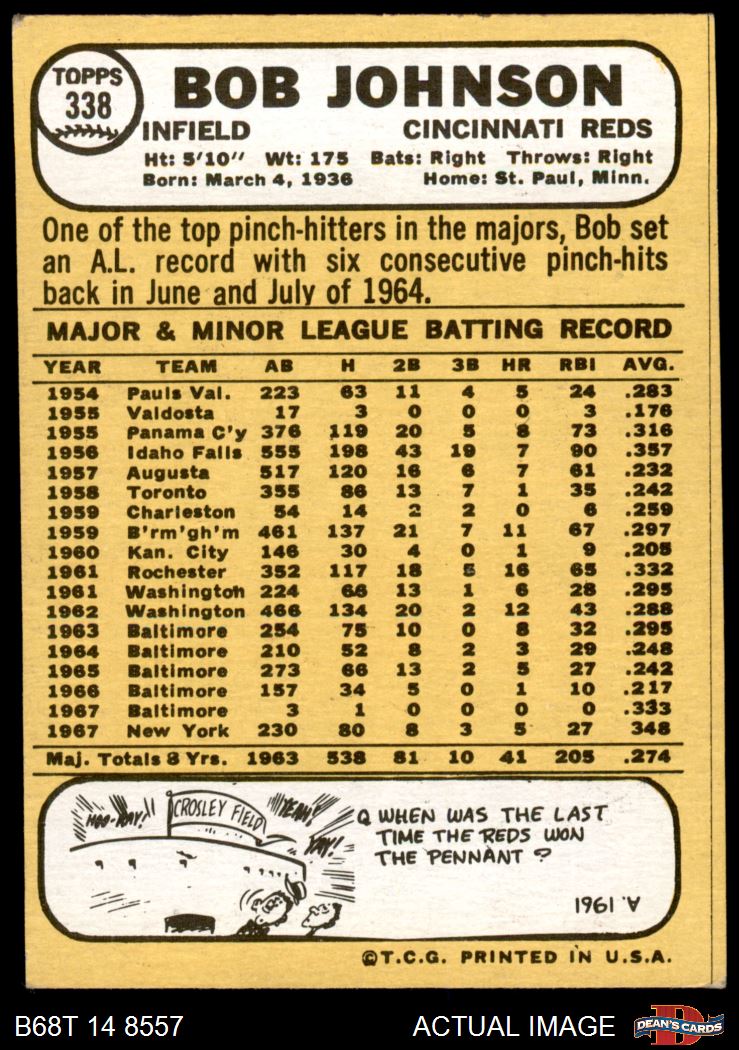 TOPPS
338
BOB JOHNSON
INFIELD CINCINNATI REDS
Ht: 5'10" Wt: 175 Bats: Right Throws: Right
Born: March 4, 1936 Home: St. Paul, Minn.
One of the top pinch-hitters in the majors, Bob set
an A.L. record with six consecutive pinch-hits
back in June and July of 1964.
MAJOR & MINOR LEAGUE BATTING RECORD
YEAR TEAM AB H 2B 3B HR RBI AVG.
1954 Pauls Val. 223 63 11 4 5 24 .283
1955 Valdosta 17 3 0 0 0 3 .176
1955 Panama C'y 376 119 20 5 8 73 .316
1956 Idaho Falls 555 198 43 19 7 90 .357
1957 Augusta 517 120 16 6 7 61 .232
1958 Toronto 355 86 13 7 1 35 .242
1959 Charleston 54 14 2 2 0 6 .259
1959 B'rm'gh'm 461 137 21 7 11 67 .297
1960 Kan. City 146 30 4 0 1 9 .205
1961 Rochester 352 117 18 5 16 65 .332
1961 Washington 224 66 13 1 6 28 .295
1962 Washington 466 134 20 2 12 43 .288
1963 Baltimore 254 75 10 0 8 32 .295
1964 Baltimore 210 52 8 2 3 29 .248
1965 Baltimore 273 66 13 2 5 27 .242
1966 Baltimore 157 34 5 0 1 10 .217
1967 Baltimore 3 1 0 0 0 0 .333
1967 New York 230 80 8 3 5 27 348
Maj. Totals 8 Yrs. 1963 538 81 10 41 205 .274
HOO-RAY! CROSLEY FIELD YEAH!
YAY!
Q WHEN WAS THE LAST
TIME THE REDS WON
THE PENNANT?
A. 1961
©T.C.G. PRINTED IN U.S.A.
B68T 14 8557 ACTUAL IMAGE
D
DEAN'S CARDS